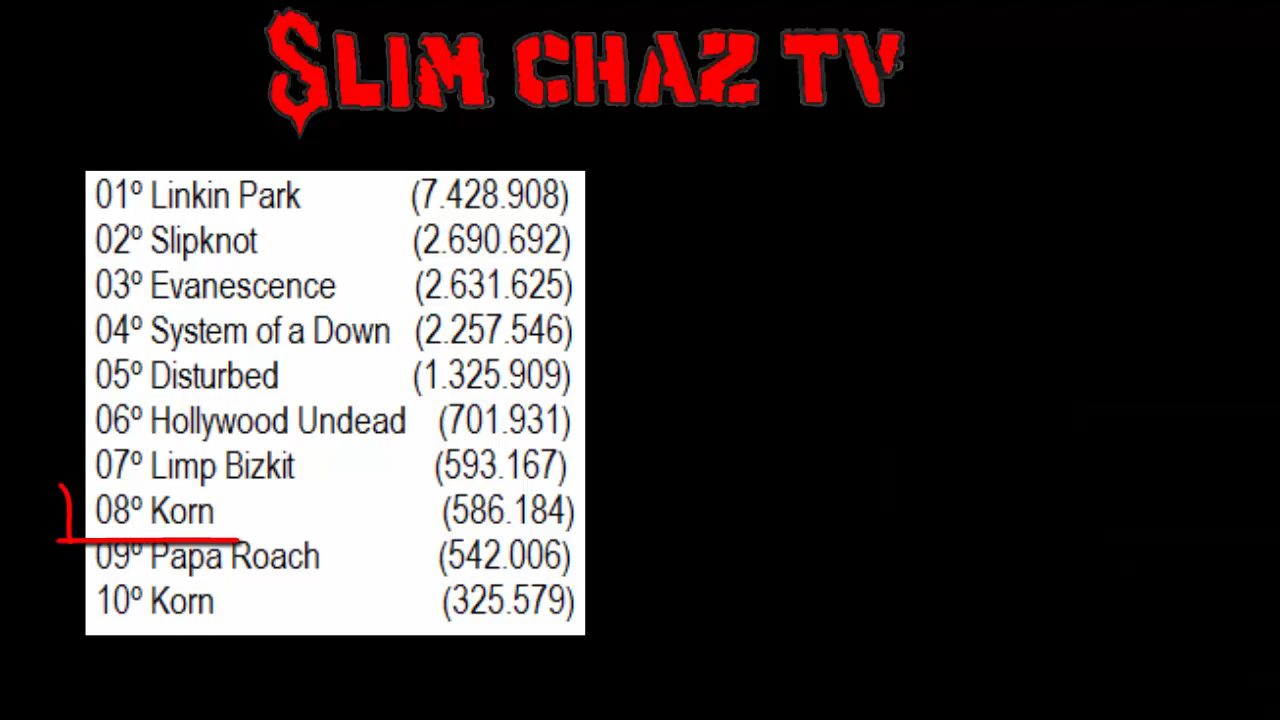 SLIM CHAZ TV
01º Linkin Park (7.428.908)
02º Slipknot (2.690.692)
03º Evanescence (2.631.625)
04º System of a Down (2.257.546)
05º Disturbed (1.325.909)
06º Hollywood Undead (701.931)
07º Limp Bizkit (593.167)
08º Korn (586.184)
09º Papa Roach (542.006)
10º Korn (325.579)